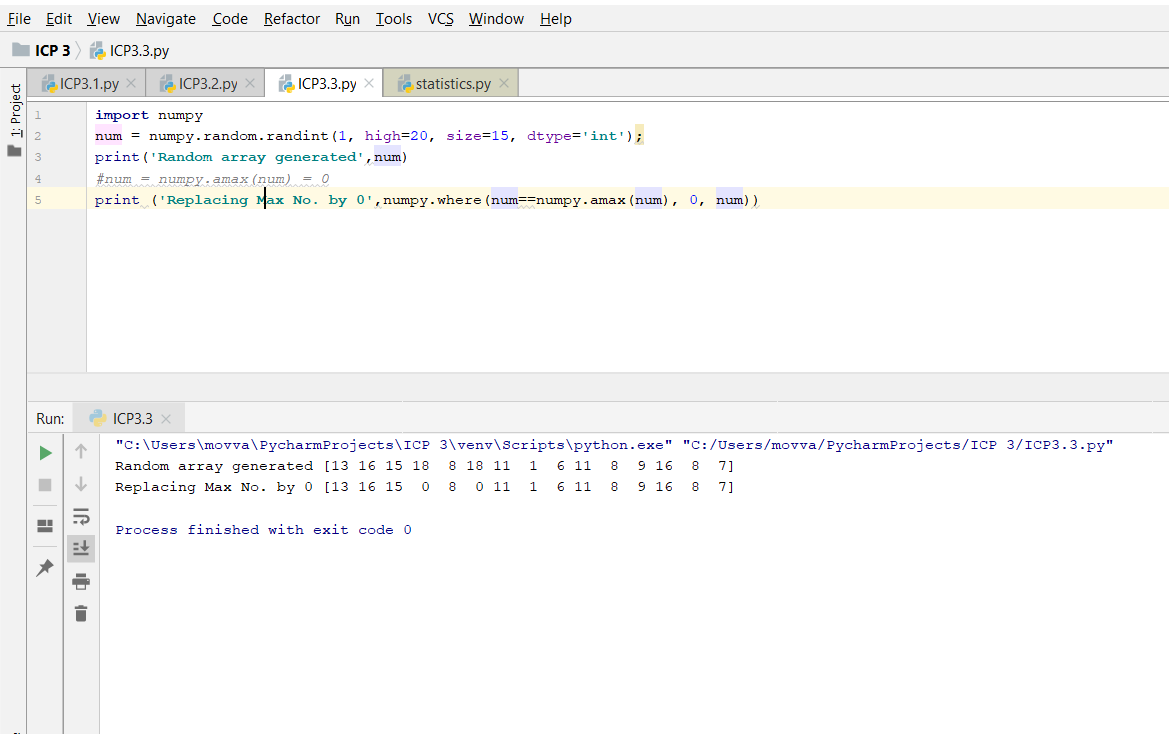 File Edit View Navigate Code Refactor Run Tools VCS Window Help
ICP 3 ICP3.3.py
ICP3.1.py ICP3.2.py ICP3.3.py statistics.py
1: Project
1 import numpy
2 num = numpy.random.randint(1, high=20, size=15, dtype='int');
3 print('Random array generated',num)
4 #num = numpy.amax(num) = 0
5 print ('Replacing Max No. by 0',numpy.where(num==numpy.amax(num), 0, num))
Run: ICP3.3
"C:\Users\movva\PycharmProjects\ICP 3\venv\Scripts\python.exe" "C:/Users/movva/PycharmProjects/ICP 3/ICP3.3.py"
Random array generated [13 16 15 18  8 18 11  1  6 11  8  9 16  8  7]
Replacing Max No. by 0 [13 16 15  0  8  0 11  1  6 11  8  9 16  8  7]
Process finished with exit code 0